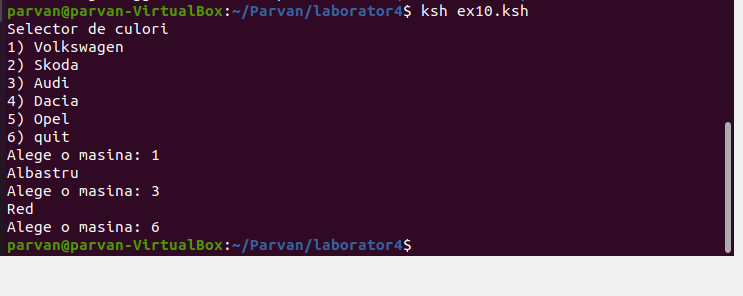 parvan@parvan-VirtualBox:~/Parvan/laborator4$ ksh ex10.ksh
Selector de culori
1) Volkswagen
2) Skoda
3) Audi
4) Dacia
5) Opel
6) quit
Alege o masina: 1
Albastru
Alege o masina: 3
Red
Alege o masina: 6
parvan@parvan-VirtualBox:~/Parvan/laborator4$